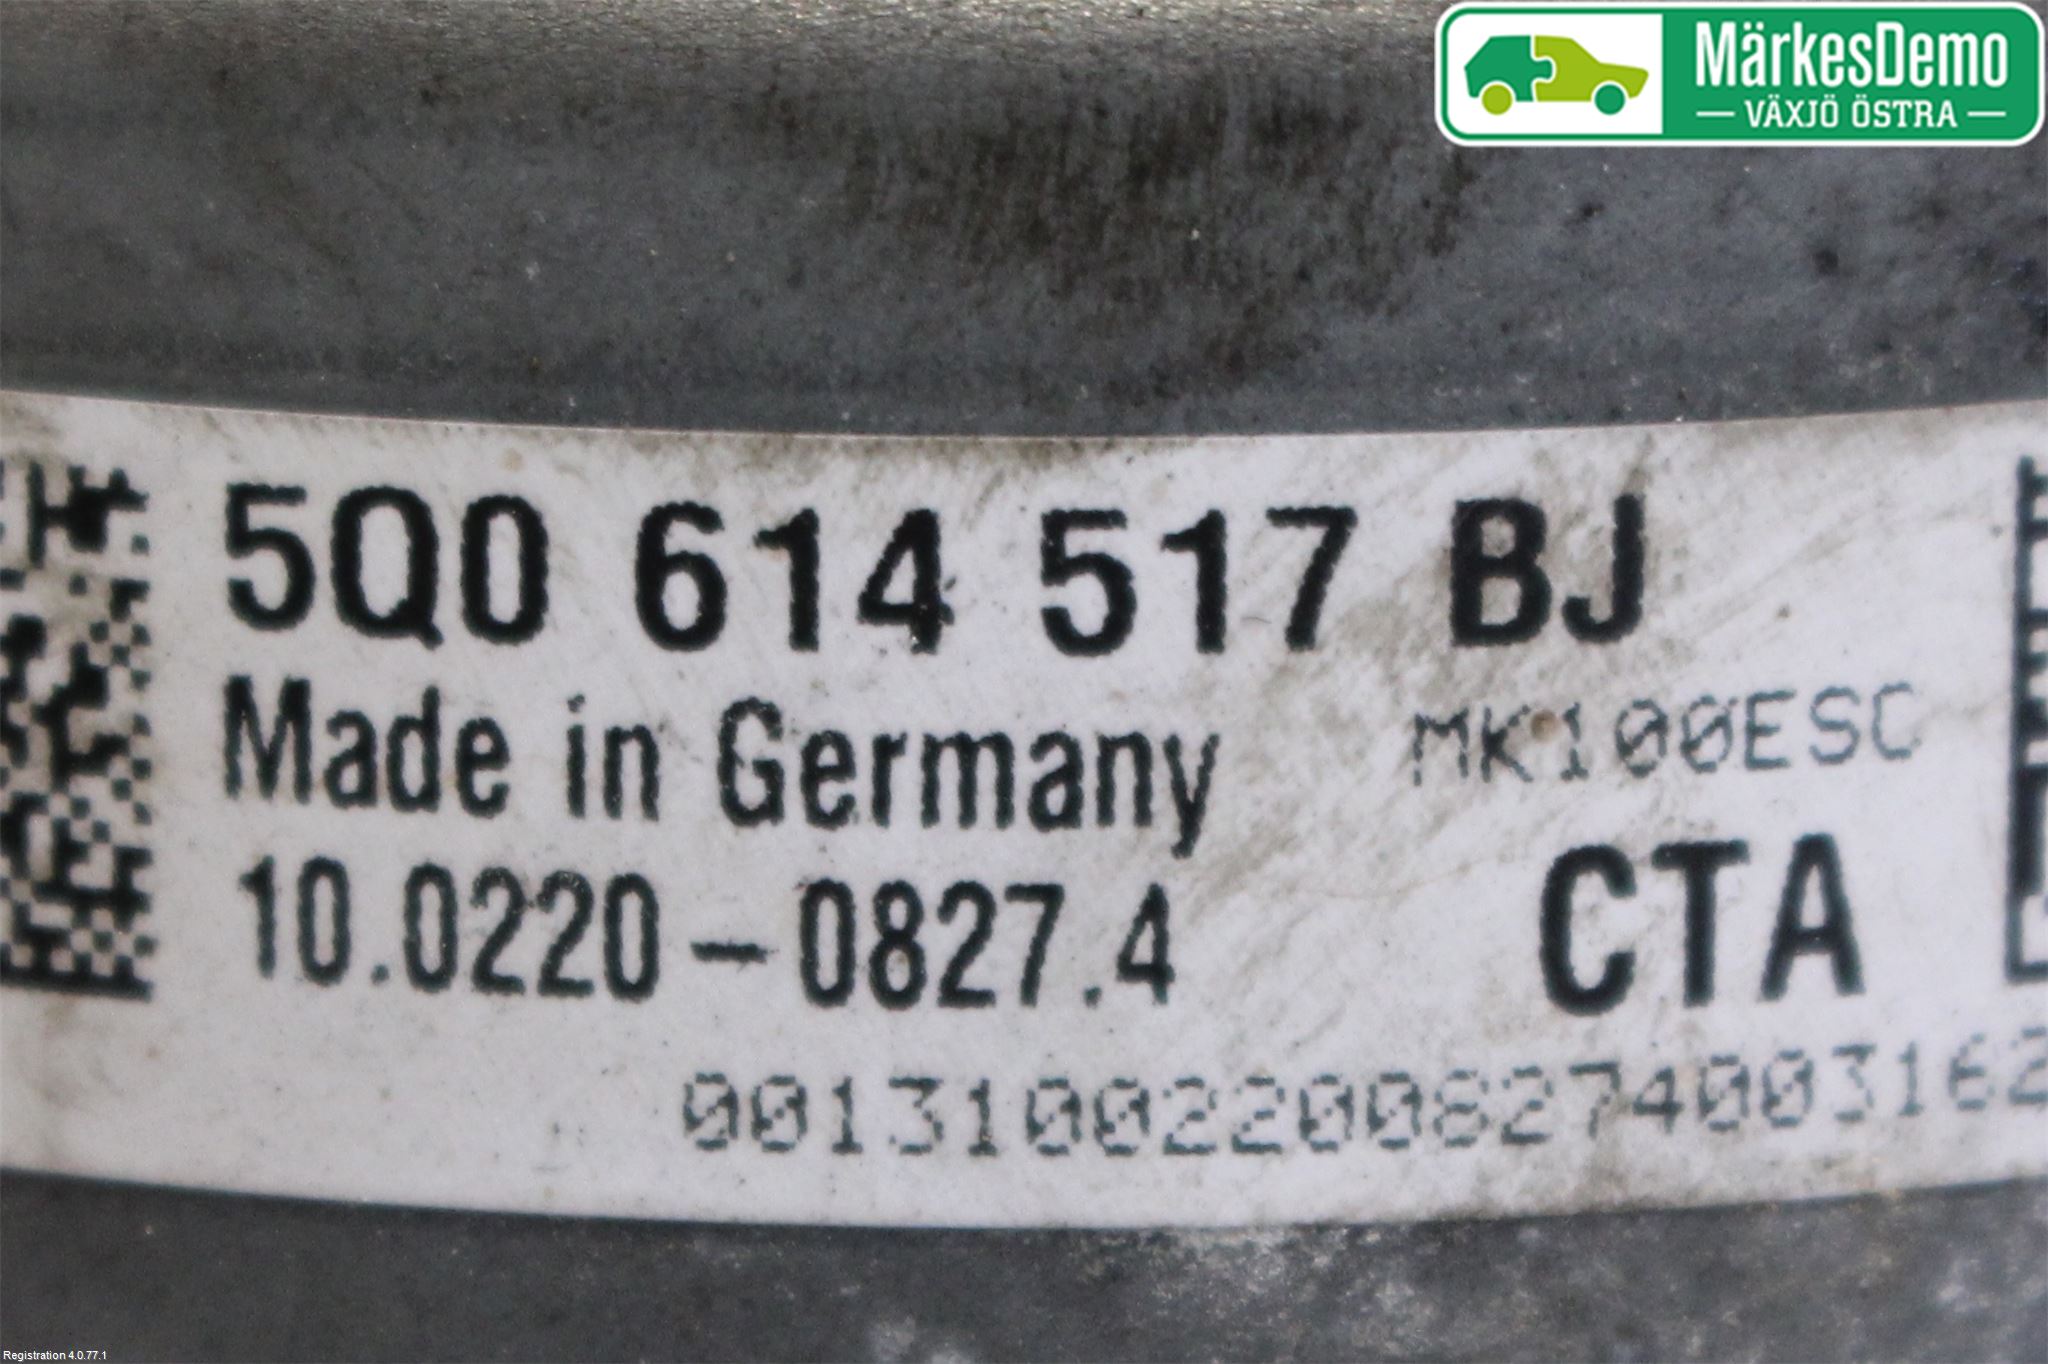 MärkesDemo
— VÄXJÖ ÖSTRA —
5Q0 614 517 BJ
Made in Germany MK100ESC
10.0220-0827.4 CTA
001310022008274003162
Registration 4.0.77.1